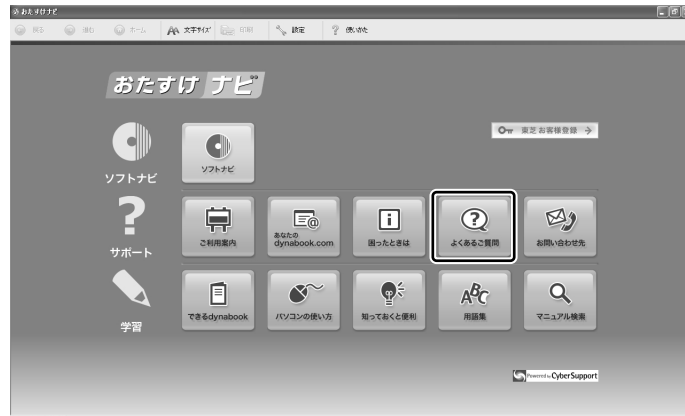 おたすけナビ
戻る 進む ホーム 文字サイズ 印刷 設定 使いかた
おたすけ ナビ
東芝お客様登録 →
ソフトナビ
ソフトナビ
サポート
ご利用案内
あなたの
dynabook.com
困ったときは
よくあるご質問
お問い合わせ先
学習
できるdynabook
パソコンの使い方
知っておくと便利
用語集
マニュアル検索
Powered by CyberSupport